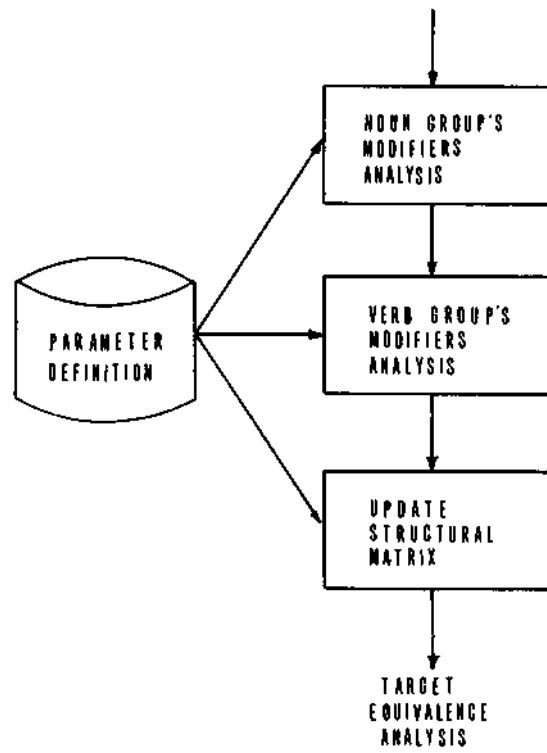 NOUN GROUP'S
MODIFIERS
ANALYSIS
PARAMETER
DEFINITION
VERB GROUP'S
MODIFIERS
ANALYSIS
UPDATE
STRUCTURAL
MATRIX
TARGET
EQUIVALENCE
ANALYSIS